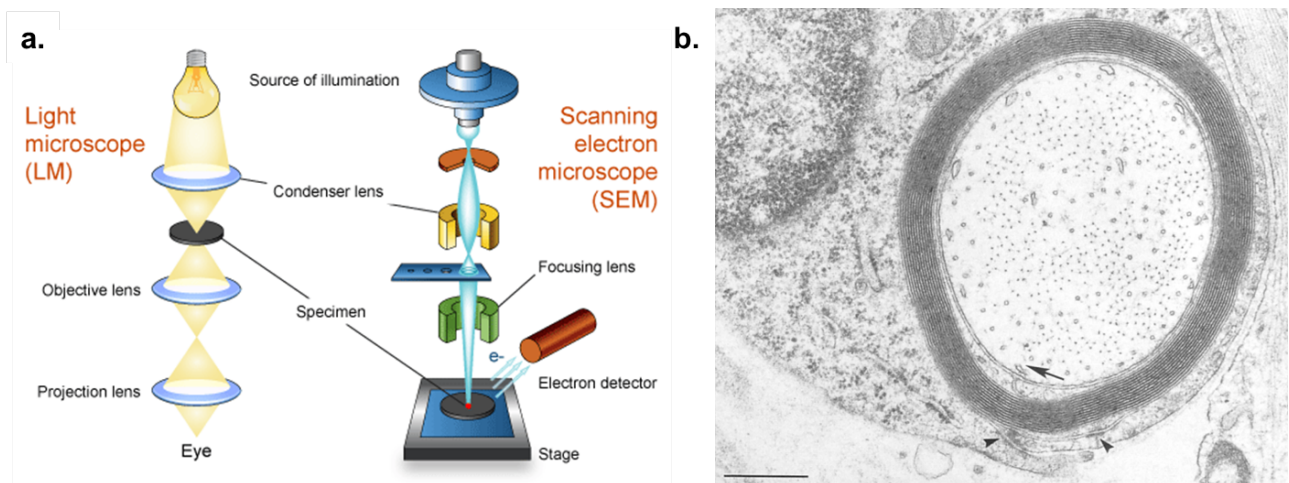 a.
Light
microscope
(LM)
Source of illumination
Scanning
electron
microscope
(SEM)
Condenser lens
Objective lens
Focusing lens
Specimen
e-
Projection lens
Electron detector
Eye
Stage
b.